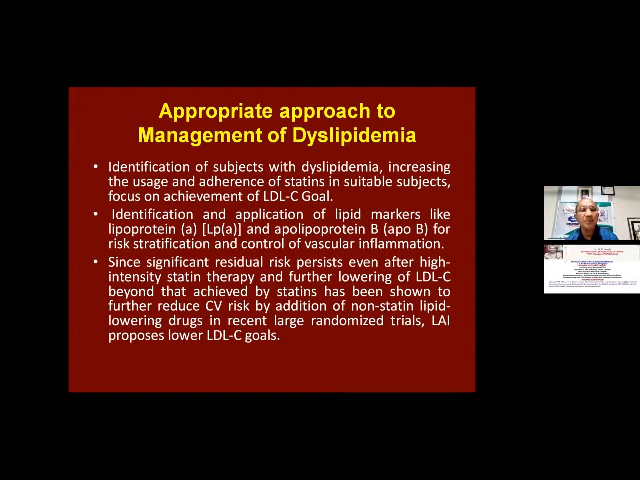 Appropriate approach to
Management of Dyslipidemia
• Identification of subjects with dyslipidemia, increasing
the usage and adherence of statins in suitable subjects,
focus on achievement of LDL-C Goal.
• Identification and application of lipid markers like
lipoprotein (a) [Lp(a)] and apolipoprotein B (apo B) for
risk stratification and control of vascular inflammation.
• Since significant residual risk persists even after high-
intensity statin therapy and further lowering of LDL-C
beyond that achieved by statins has been shown to
further reduce CV risk by addition of non-statin lipid-
lowering drugs in recent large randomized trials, LAI
proposes lower LDL-C goals.